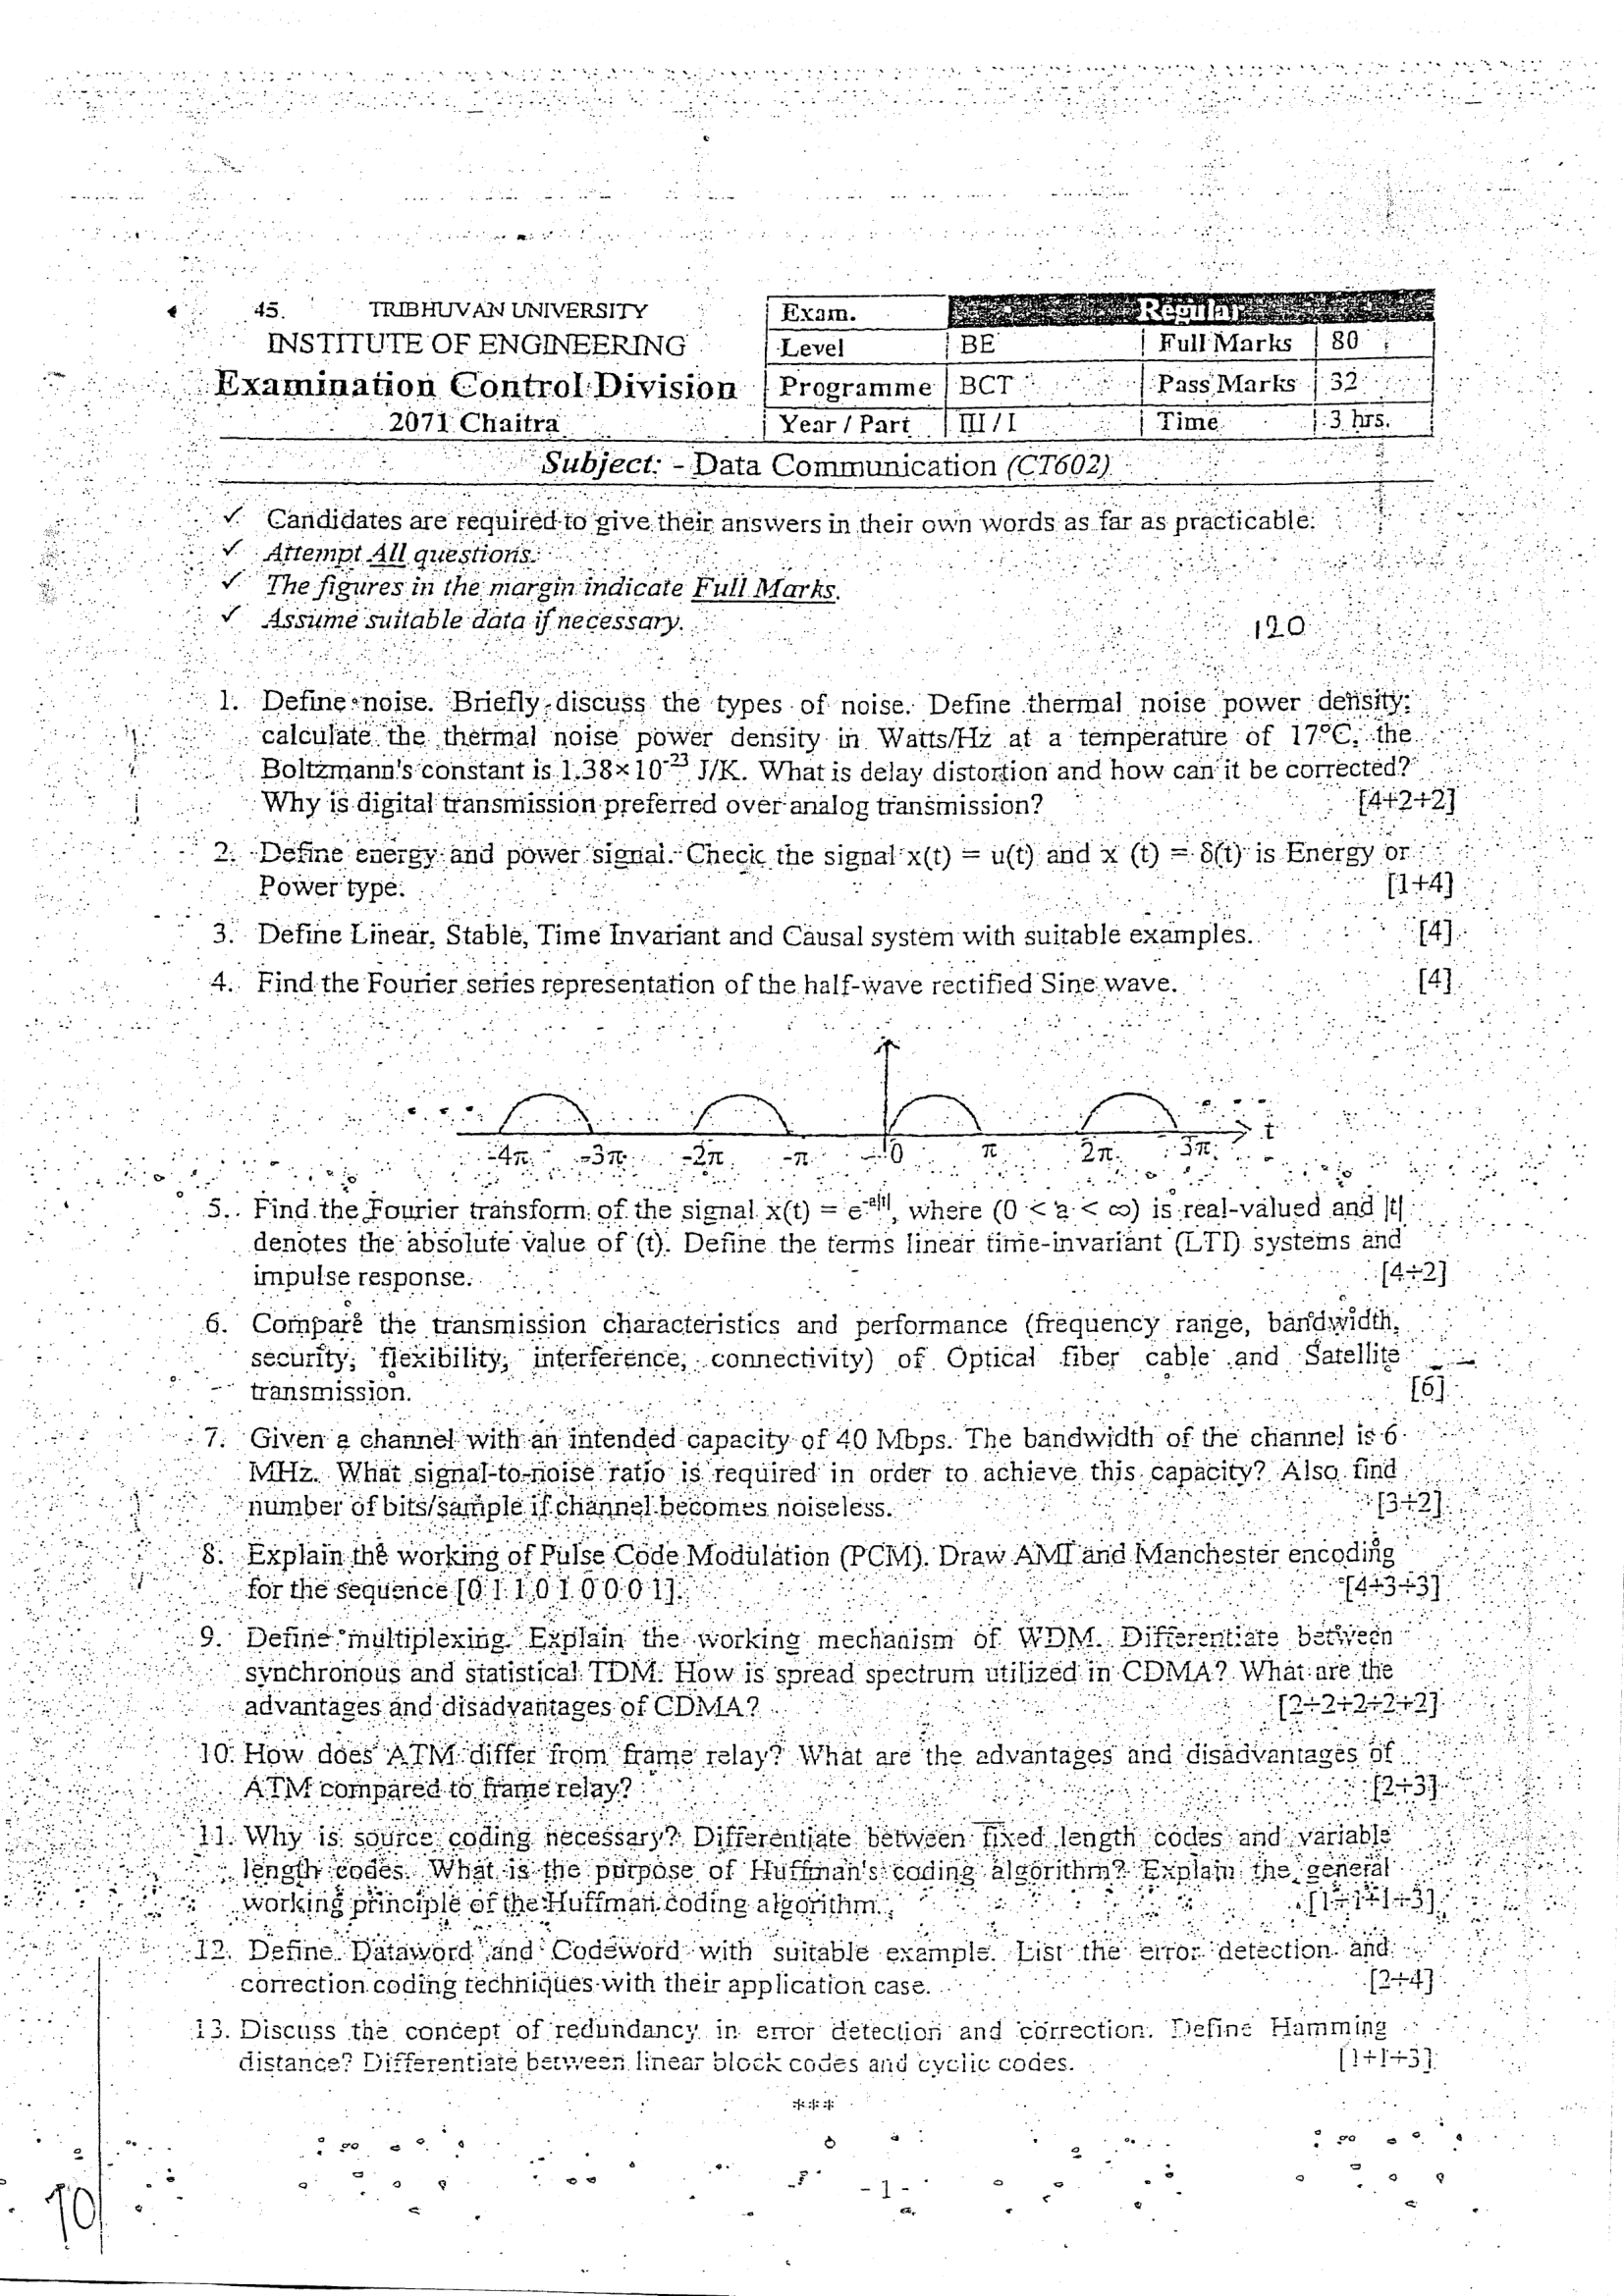 45. TRIBHUVAN UNIVERSITY
INSTITUTE OF ENGINEERING
Examination Control Division
2071 Chaitra
Exam. Regular
Level BE Full Marks 80
Programme BCT Pass Marks 32
Year / Part III / I Time 3 hrs.
Subject: - Data Communication (CT602)
✓ Candidates are required to give their answers in their own words as far as practicable.
✓ Attempt All questions.
✓ The figures in the margin indicate Full Marks.
✓ Assume suitable data if necessary.
120
1. Define noise. Briefly discuss the types of noise. Define thermal noise power density;
calculate the thermal noise power density in Watts/Hz at a temperature of 17°C, the
Boltzmann's constant is 1.38×10⁻²³ J/K. What is delay distortion and how can it be corrected?
Why is digital transmission preferred over analog transmission? [4+2+2]
2. Define energy and power signal. Check the signal x(t) = u(t) and x (t) = δ(t) is Energy or
Power type. [1+4]
3. Define Linear, Stable, Time Invariant and Causal system with suitable examples. [4]
4. Find the Fourier series representation of the half-wave rectified Sine wave. [4]
-4π -3π -2π -π 0 π 2π 3π t
5. Find the Fourier transform of the signal x(t) = e^-a|t|, where (0 < a < ∞) is real-valued and |t|
denotes the absolute value of (t). Define the terms linear time-invariant (LTI) systems and
impulse response. [4+2]
6. Compare the transmission characteristics and performance (frequency range, bandwidth,
security, flexibility, interference, connectivity) of Optical fiber cable and Satellite
transmission. [6]
7. Given a channel with an intended capacity of 40 Mbps. The bandwidth of the channel is 6
MHz. What signal-to-noise ratio is required in order to achieve this capacity? Also find
number of bits/sample if channel becomes noiseless. [3+2]
8. Explain the working of Pulse Code Modulation (PCM). Draw AMI and Manchester encoding
for the sequence [0 1 1 0 1 0 0 0 1]. [4+3+3]
9. Define multiplexing. Explain the working mechanism of WDM. Differentiate between
synchronous and statistical TDM. How is spread spectrum utilized in CDMA? What are the
advantages and disadvantages of CDMA? [2+2+2+2+2]
10. How does ATM differ from frame relay? What are the advantages and disadvantages of
ATM compared to frame relay? [2+3]
11. Why is source coding necessary? Differentiate between fixed length codes and variable
length codes. What is the purpose of Huffman's coding algorithm? Explain the general
working principle of the Huffman coding algorithm. [1+1+1+3]
12. Define Dataword and Codeword with suitable example. List the error detection and
correction coding techniques with their application case. [2+4]
13. Discuss the concept of redundancy in error detection and correction. Define Hamming
distance? Differentiate between linear block codes and cyclic codes. [1+1+3]
***
- 1 -